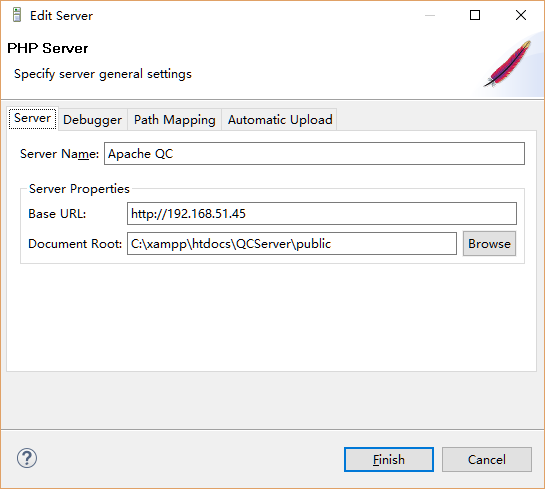 Edit Server
PHP Server
Specify server general settings
Server Debugger Path Mapping Automatic Upload
Server Name: Apache QC
Server Properties
Base URL: http://192.168.51.45
Document Root: C:\xampp\htdocs\QCServer\public Browse
? Finish Cancel